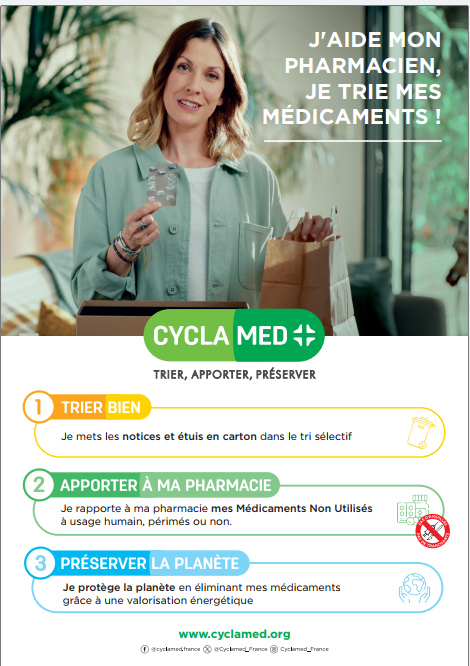 J'AIDE MON
PHARMACIEN,
JE TRIE MES
MÉDICAMENTS !
CYCLAMED
TRIER, APPORTER, PRÉSERVER
1 TRIER BIEN
Je mets les notices et étuis en carton dans le tri sélectif
2 APPORTER À MA PHARMACIE
Je rapporte à ma pharmacie mes Médicaments Non Utilisés
à usage humain, périmés ou non.
3 PRÉSERVER LA PLANÈTE
Je protège la planète en éliminant mes médicaments
grâce à une valorisation énergétique
www.cyclamed.org
@cyclamed.france @Cyclamed_France @Cyclamed_France